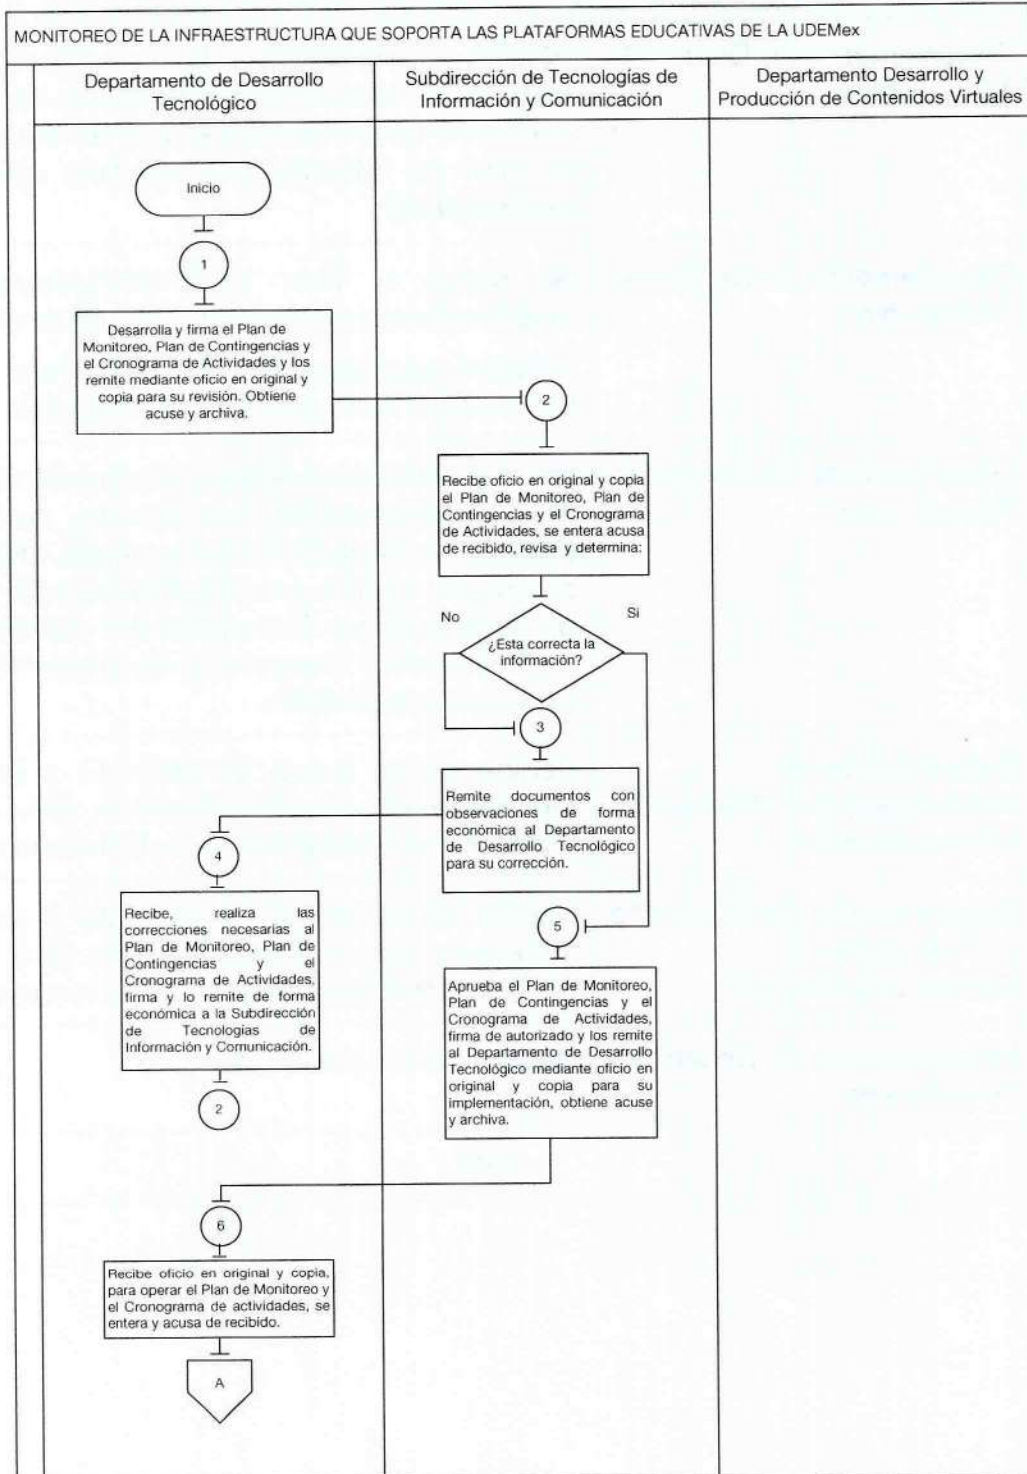 MONITOREO DE LA INFRAESTRUCTURA QUE SOPORTA LAS PLATAFORMAS EDUCATIVAS DE LA UDEMex
Departamento de Desarrollo
Tecnológico
Subdirección de Tecnologías de
Información y Comunicación
Departamento Desarrollo y
Producción de Contenidos Virtuales
Inicio
1
Desarrolla y firma el Plan de
Monitoreo, Plan de Contingencias y
el Cronograma de Actividades y los
remite mediante oficio en original y
copia para su revisión. Obtiene
acuse y archiva.
2
Recibe oficio en original y copia
el Plan de Monitoreo, Plan de
Contingencias y el Cronograma
de Actividades, se entera acusa
de recibido, revisa y determina:
No
Si
¿Esta correcta la
información?
3
Remite documentos con
observaciones de forma
económica al Departamento
de Desarrollo Tecnológico
para su corrección.
4
Recibe, realiza las
correcciones necesarias al
Plan de Monitoreo, Plan de
Contingencias y el
Cronograma de Actividades,
firma y lo remite de forma
económica a la Subdirección
de Tecnologías de
Información y Comunicación.
2
5
Aprueba el Plan de Monitoreo,
Plan de Contingencias y el
Cronograma de Actividades,
firma de autorizado y los remite
al Departamento de Desarrollo
Tecnológico mediante oficio en
original y copia para su
implementación, obtiene acuse
y archiva.
6
Recibe oficio en original y copia,
para operar el Plan de Monitoreo y
el Cronograma de actividades, se
entera y acusa de recibido.
A